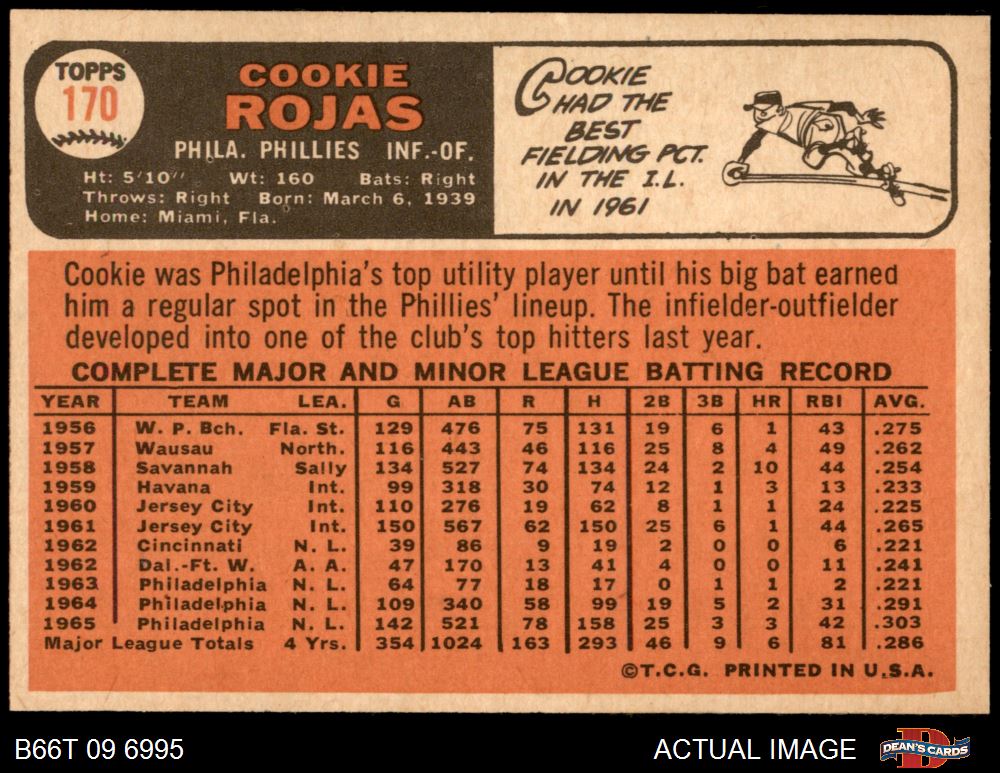 TOPPS
170
COOKIE
ROJAS
PHILA. PHILLIES INF.-OF.
Ht: 5'10" Wt: 160 Bats: Right
Throws: Right Born: March 6, 1939
Home: Miami, Fla.
COOKIE
HAD THE
BEST
FIELDING PCT.
IN THE I.L.
IN 1961
Cookie was Philadelphia's top utility player until his big bat earned
him a regular spot in the Phillies' lineup. The infielder-outfielder
developed into one of the club's top hitters last year.
COMPLETE MAJOR AND MINOR LEAGUE BATTING RECORD
YEAR TEAM LEA. G AB R H 2B 3B HR RBI AVG.
1956 W. P. Bch. Fla. St. 129 476 75 131 19 6 1 43 .275
1957 Wausau North. 116 443 46 116 25 8 4 49 .262
1958 Savannah Sally 134 527 74 134 24 2 10 44 .254
1959 Havana Int. 99 318 30 74 12 1 3 13 .233
1960 Jersey City Int. 110 276 19 62 8 1 1 24 .225
1961 Jersey City Int. 150 567 62 150 25 6 1 44 .265
1962 Cincinnati N. L. 39 86 9 19 2 0 0 6 .221
1962 Dal.-Ft. W. A. A. 47 170 13 41 4 0 0 11 .241
1963 Philadelphia N. L. 64 77 18 17 0 1 1 2 .221
1964 Philadelphia N. L. 109 340 58 99 19 5 2 31 .291
1965 Philadelphia N. L. 142 521 78 158 25 3 3 42 .303
Major League Totals 4 Yrs. 354 1024 163 293 46 9 6 81 .286
©T.C.G. PRINTED IN U.S.A.
B66T 09 6995 ACTUAL IMAGE
DEAN'S CARDS